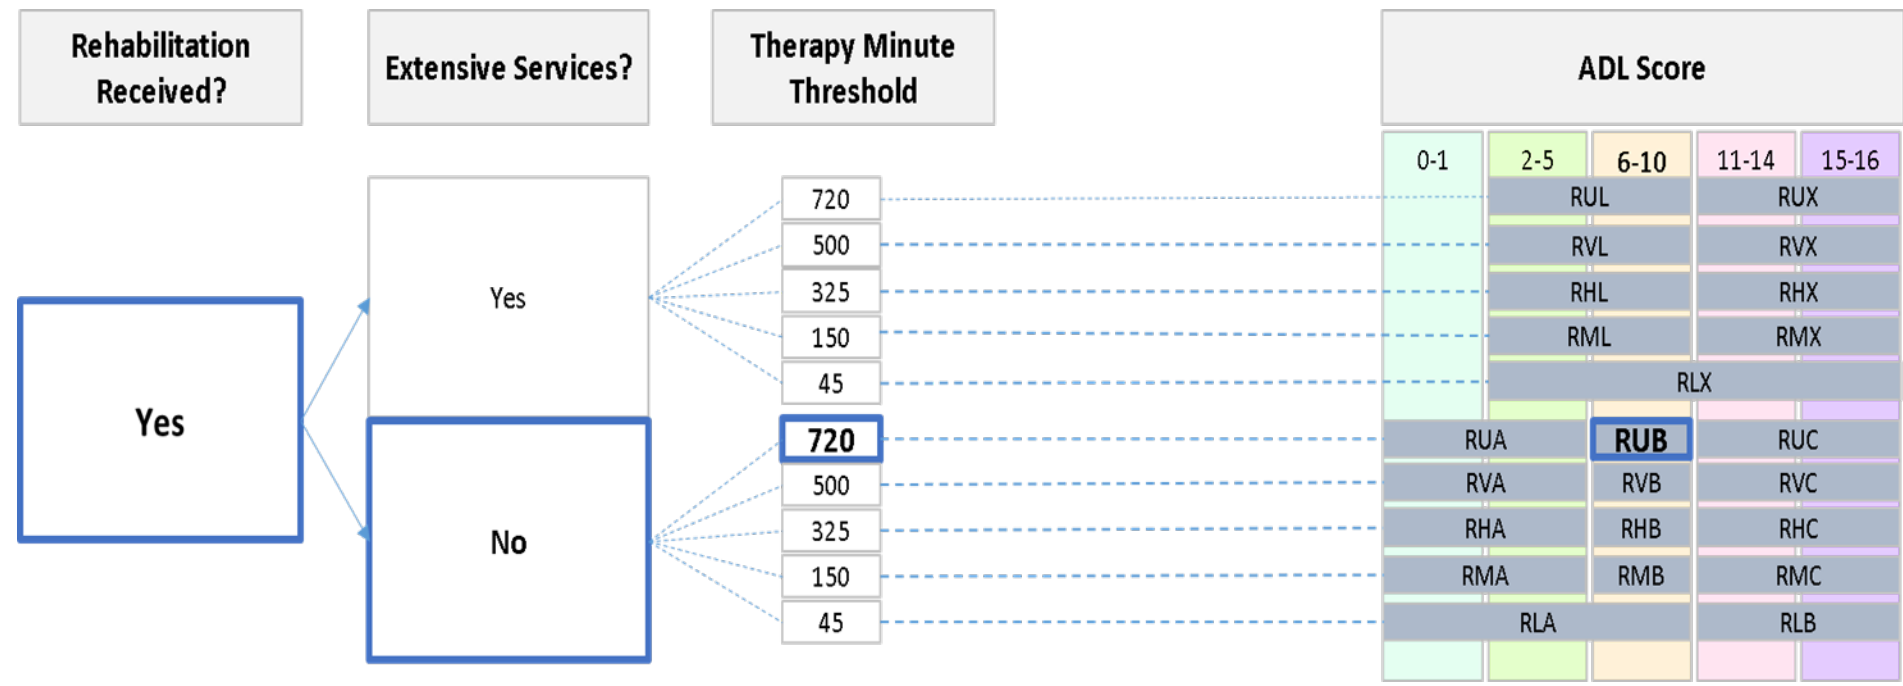 Rehabilitation
Received?
Extensive Services?
Therapy Minute
Threshold
ADL Score
0-1 2-5 6-10 11-14 15-16
720 RUL RUX
500 RVL RVX
Yes
325 RHL RHX
150 RML RMX
45 RLX
Yes
720 RUA RUB RUC
500 RVA RVB RVC
No
325 RHA RHB RHC
150 RMA RMB RMC
45 RLA RLB